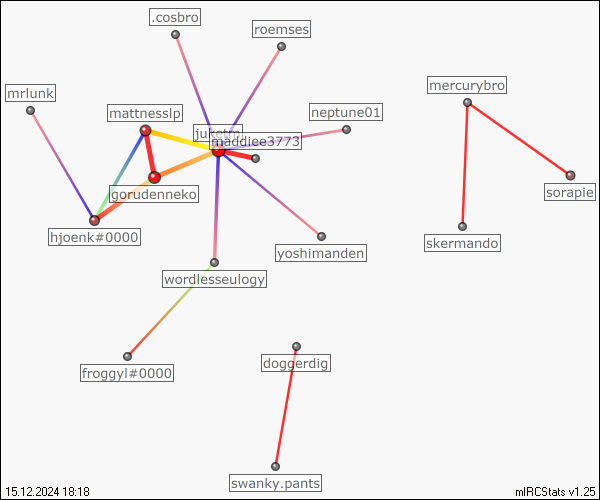 .cosbro
roemses
mercurybro
mrlunk
mattnesslp
neptune01
juketm
maddiee3773
gorudenneko
sorapie
hjoenk#0000
skermando
yoshimanden
wordlesseulogy
froggyl#0000
doggerdig
swanky.pants
15.12.2024 18:18
mIRCStats v1.25